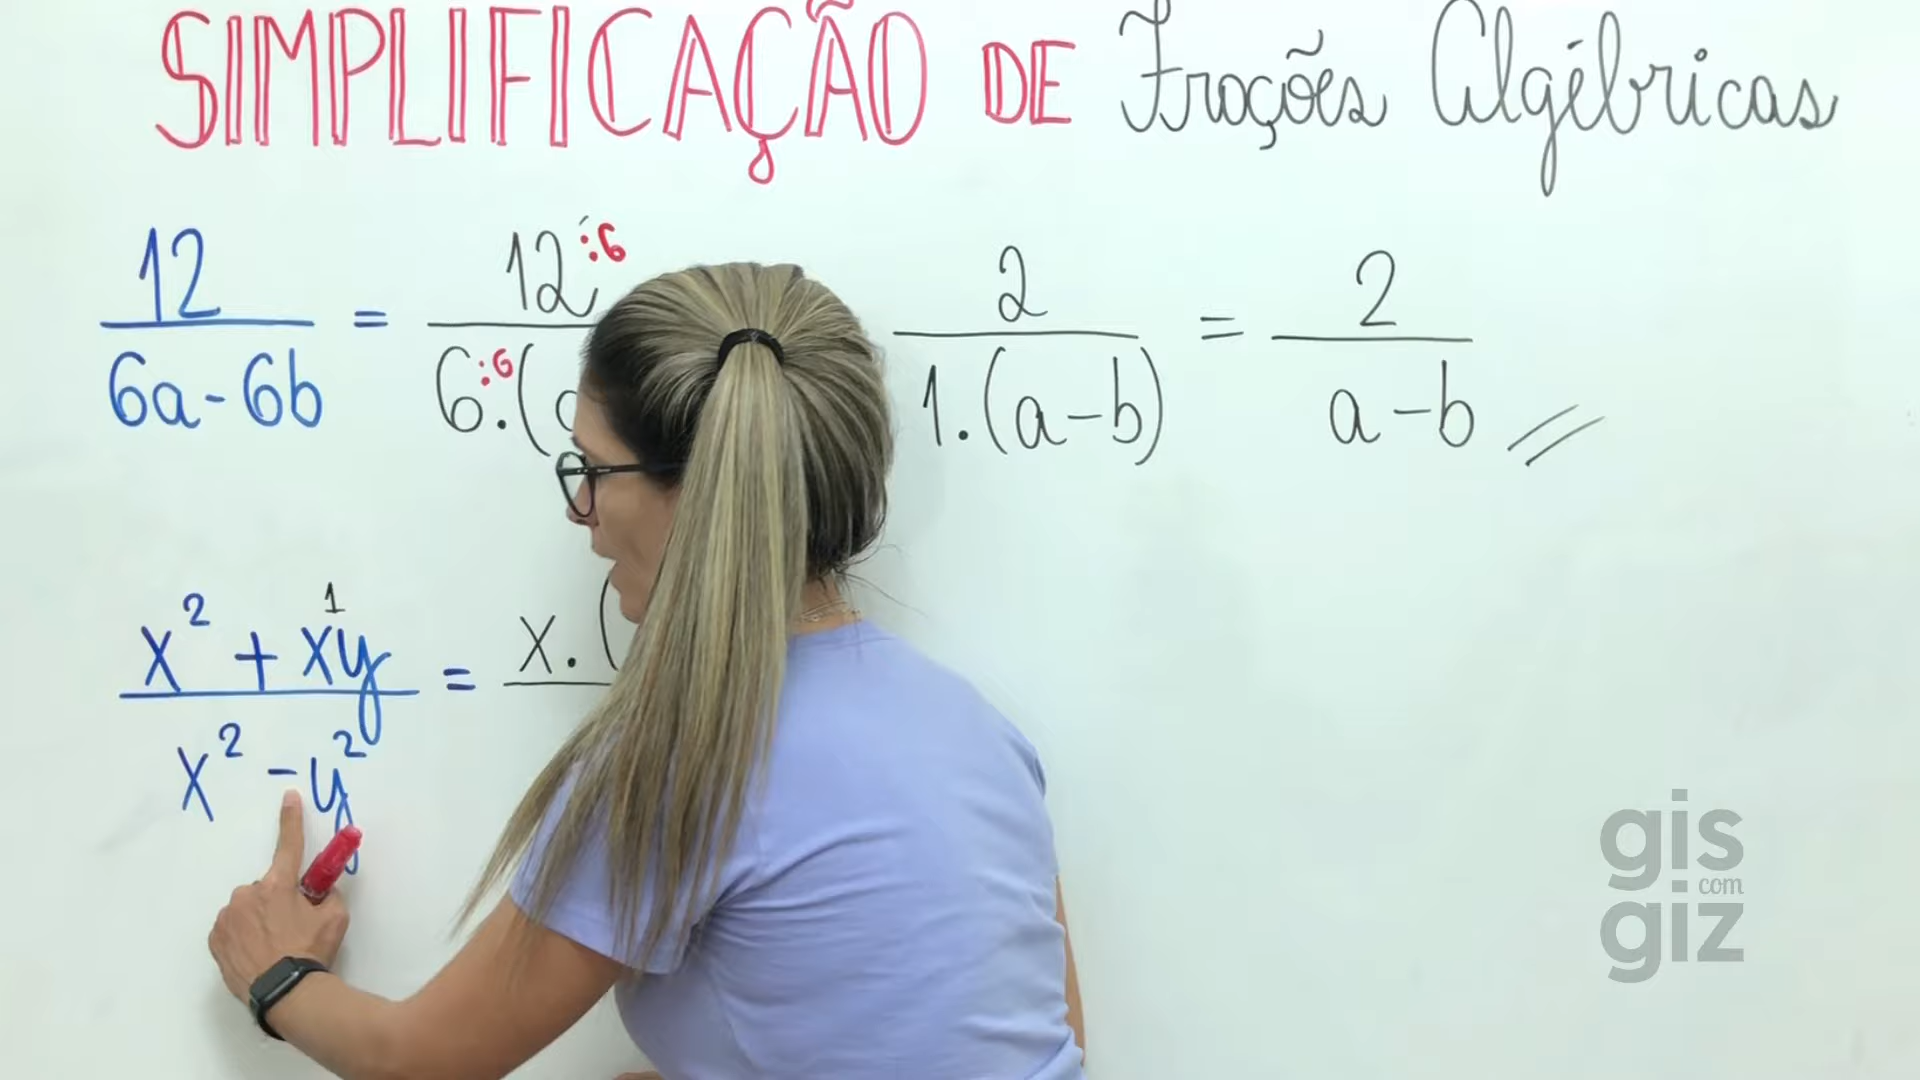 SIMPLIFICAÇÃO DE Frações Algébricas
12 / 6a - 6b = 12 :6 / 6 :6 . ( 2 / 1.(a-b) = 2 / a-b
x² + x¹y / x² - y² = x . (
gis
com
giz